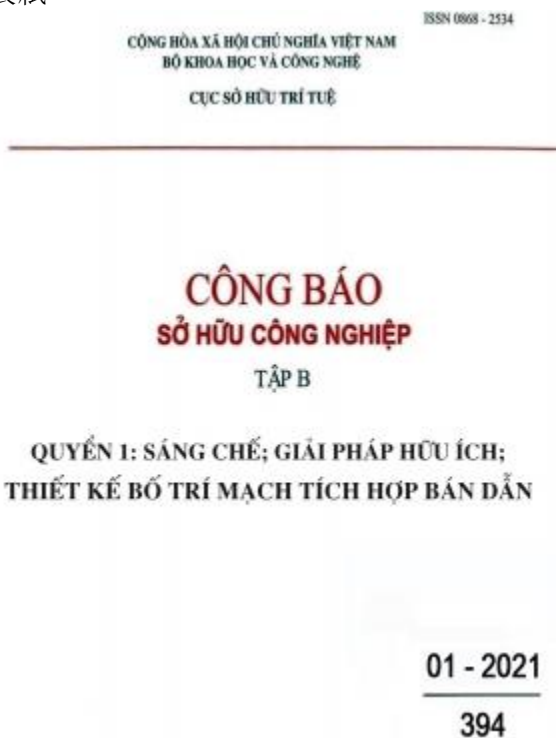 ISSN 0868 - 2534
CỘNG HÒA XÃ HỘI CHỦ NGHĨA VIỆT NAM
BỘ KHOA HỌC VÀ CÔNG NGHỆ
CỤC SỞ HỮU TRÍ TUỆ
CÔNG BÁO
SỞ HỮU CÔNG NGHIỆP
TẬP B
QUYỂN 1: SÁNG CHẾ; GIẢI PHÁP HỮU ÍCH;
THIẾT KẾ BỐ TRÍ MẠCH TÍCH HỢP BÁN DẪN
01 - 2021
394